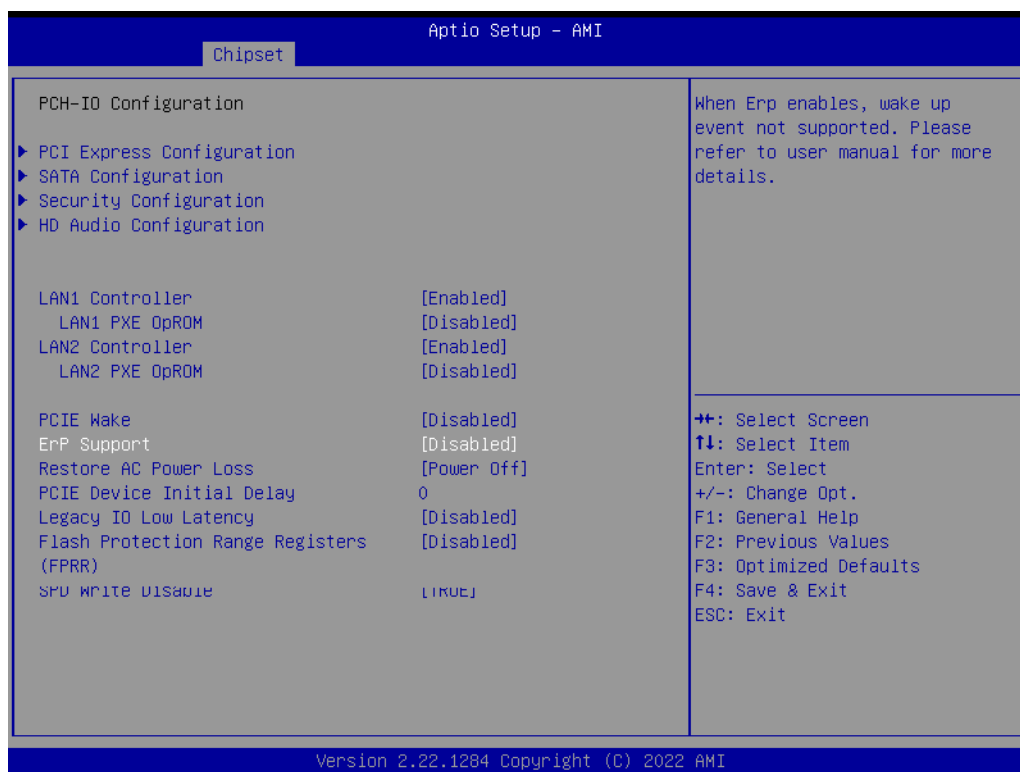 Aptio Setup – AMI
Chipset
PCH-IO Configuration
PCI Express Configuration
SATA Configuration
Security Configuration
HD Audio Configuration
LAN1 Controller [Enabled]
LAN1 PXE OpROM [Disabled]
LAN2 Controller [Enabled]
LAN2 PXE OpROM [Disabled]
PCIE Wake [Disabled]
ErP Support [Disabled]
Restore AC Power Loss [Power Off]
PCIE Device Initial Delay 0
Legacy IO Low Latency [Disabled]
Flash Protection Range Registers [Disabled]
(FPRR)
SPD Write Disable [TRUE]
When Erp enables, wake up
event not supported. Please
refer to user manual for more
details.
→←: Select Screen
↑↓: Select Item
Enter: Select
+/-: Change Opt.
F1: General Help
F2: Previous Values
F3: Optimized Defaults
F4: Save & Exit
ESC: Exit
Version 2.22.1284 Copyright (C) 2022 AMI